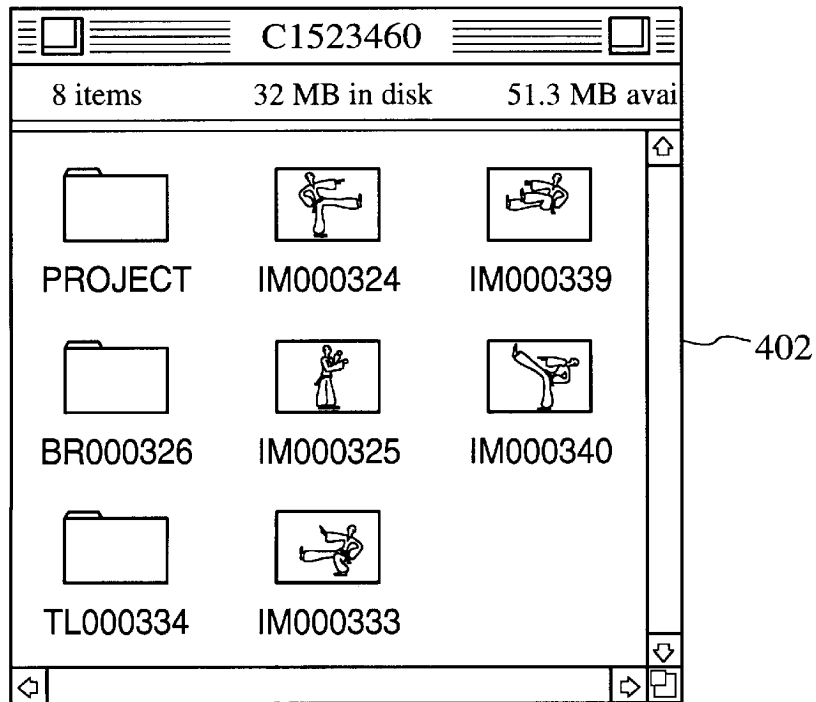 C1523460
8 items 32 MB in disk 51.3 MB avai
PROJECT IM000324 IM000339
402
BR000326 IM000325 IM000340
TL000334 IM000333